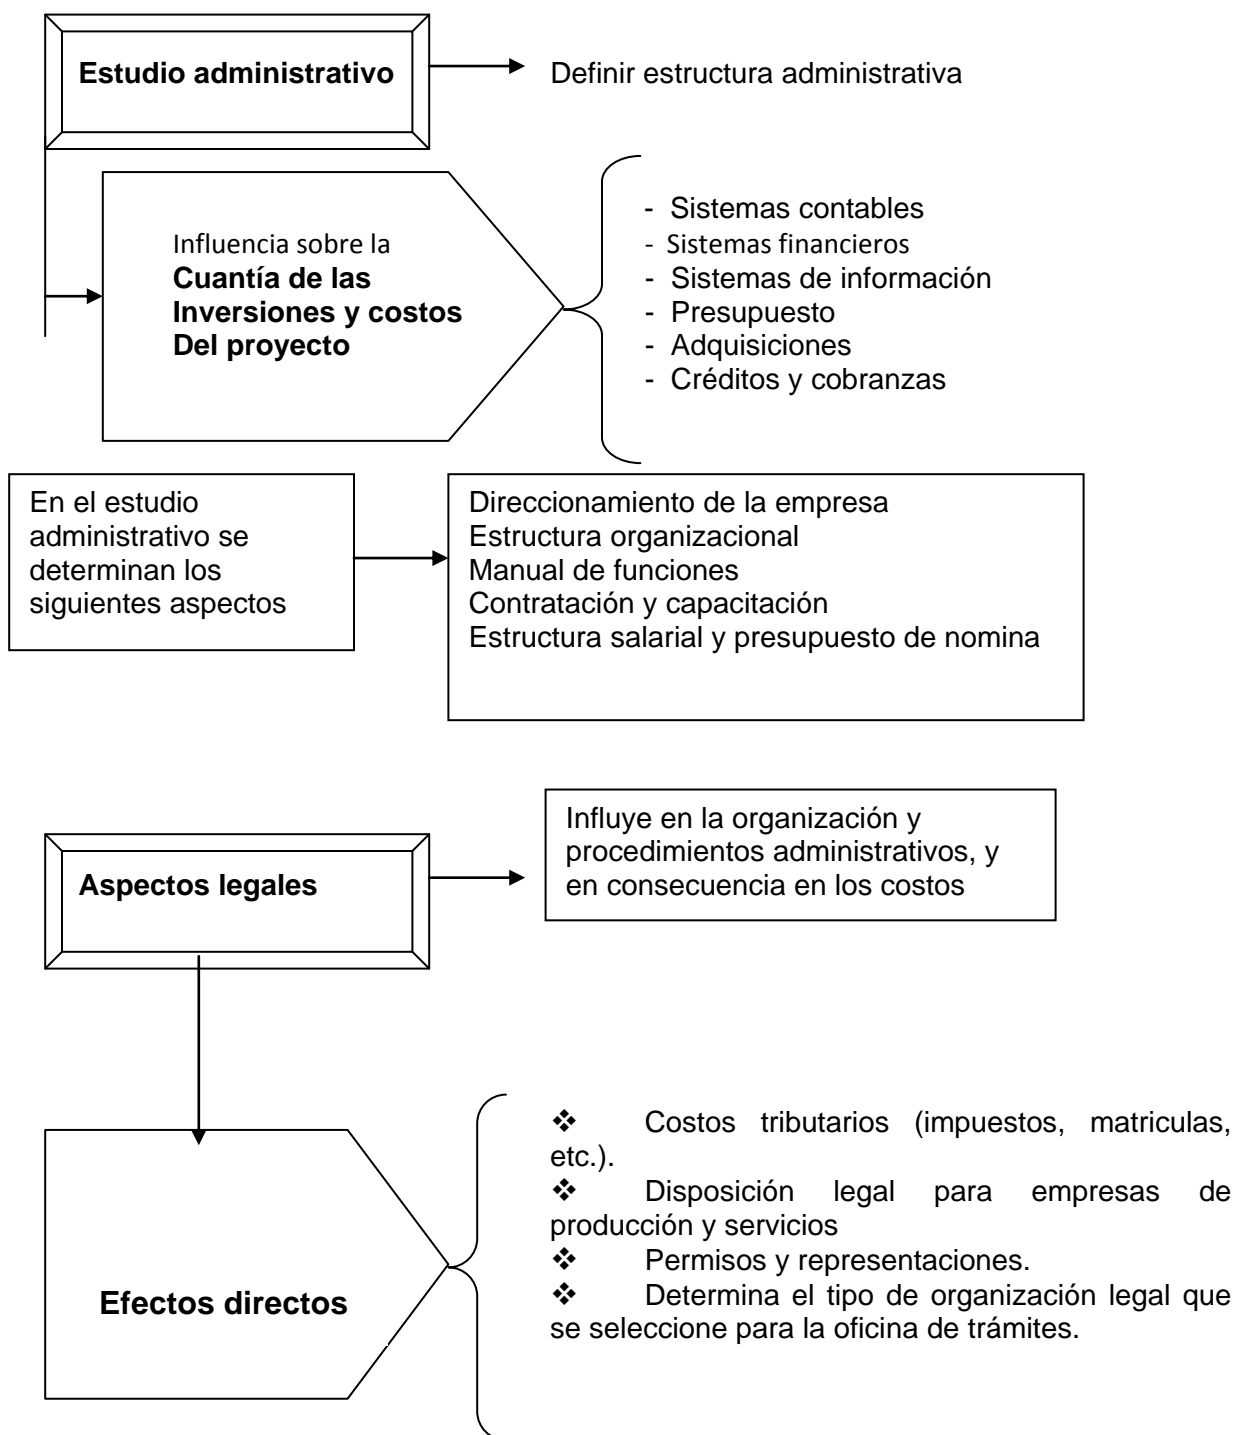 Estudio administrativo
Definir estructura administrativa
Influencia sobre la
Cuantía de las
Inversiones y costos
Del proyecto
- Sistemas contables
- Sistemas financieros
- Sistemas de información
- Presupuesto
- Adquisiciones
- Créditos y cobranzas
En el estudio
administrativo se
determinan los
siguientes aspectos
Direccionamiento de la empresa
Estructura organizacional
Manual de funciones
Contratación y capacitación
Estructura salarial y presupuesto de nomina
Aspectos legales
Influye en la organización y
procedimientos administrativos, y
en consecuencia en los costos
Efectos directos
❖ Costos tributarios (impuestos, matriculas,
etc.).
❖ Disposición legal para empresas de
producción y servicios
❖ Permisos y representaciones.
❖ Determina el tipo de organización legal que
se seleccione para la oficina de trámites.